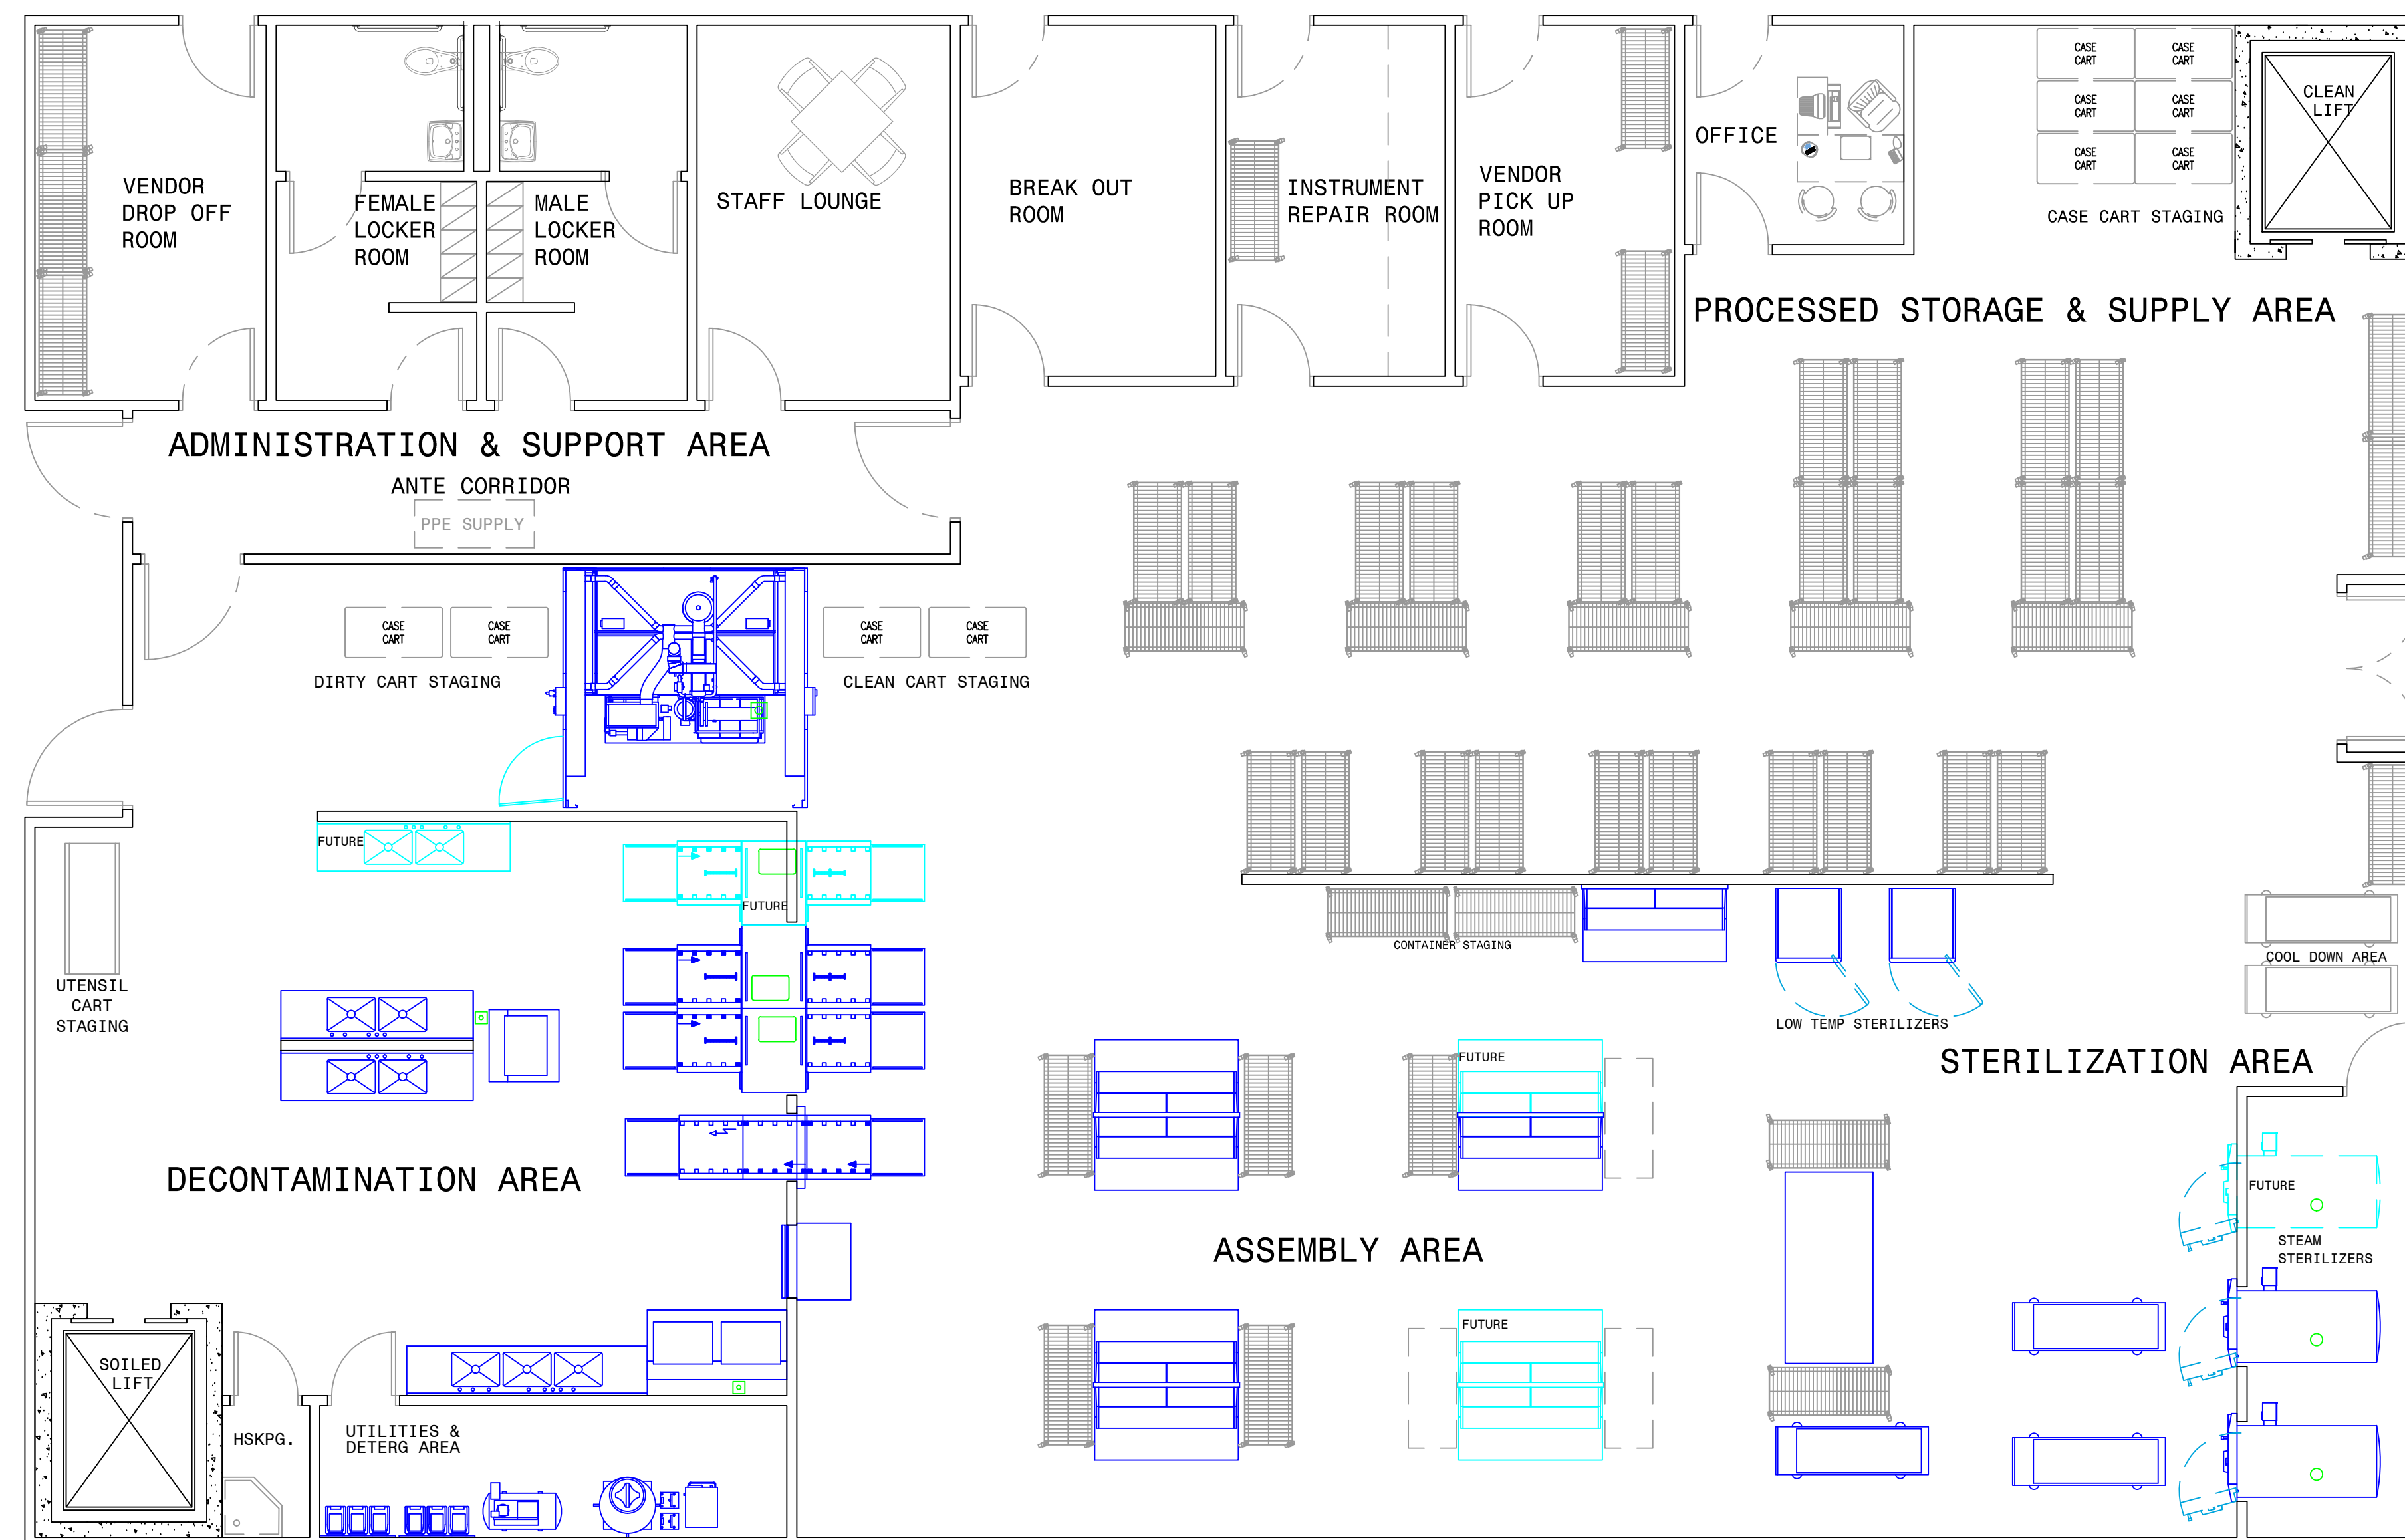 CASE
CART
CASE
CART
CLEAN
LIFT
CASE
CART
CASE
CART
OFFICE
CASE
CART
CASE
CART
VENDOR
DROP OFF
ROOM
FEMALE
LOCKER
ROOM
MALE
LOCKER
ROOM
STAFF LOUNGE
BREAK OUT
ROOM
INSTRUMENT
REPAIR ROOM
VENDOR
PICK UP
ROOM
CASE CART STAGING
PROCESSED STORAGE & SUPPLY AREA
ADMINISTRATION & SUPPORT AREA
ANTE CORRIDOR
PPE SUPPLY
CASE
CART
CASE
CART
CASE
CART
CASE
CART
DIRTY CART STAGING
CLEAN CART STAGING
FUTURE
FUTURE
CONTAINER STAGING
COOL DOWN AREA
UTENSIL
CART
STAGING
LOW TEMP STERILIZERS
FUTURE
STERILIZATION AREA
DECONTAMINATION AREA
FUTURE
STEAM
STERILIZERS
ASSEMBLY AREA
FUTURE
SOILED
LIFT
HSKPG.
UTILITIES &
DETERG AREA